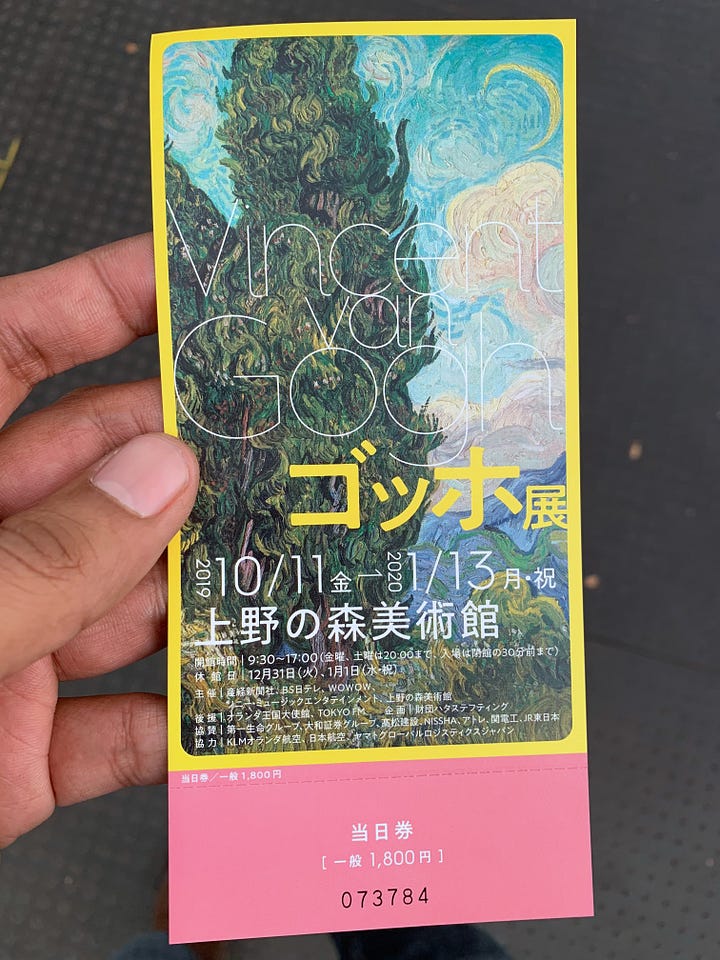 Vincent
van
Gogh
ゴッホ展
2019 10/11金—2020 1/13月・祝
上野の森美術館
開館時間｜9:30～17:00(金曜、土曜は20:00まで、入場は閉館の30分前まで)
休館日｜12月31日(火)、1月1日(水・祝)
主催｜産経新聞社、BS日テレ、WOWOW、
ソニー・ミュージックエンタテインメント、上野の森美術館
後援｜オランダ王国大使館、TOKYO FM 企画｜財団ハタステフティング
協賛｜第一生命グループ、大和証券グループ、髙松建設、NISSHA、アトレ、関電工、JR東日本
協力｜KLMオランダ航空、日本航空、ヤマトグローバルロジスティクスジャパン
当日券／一般1,800円
当日券
[ 一般 1,800円 ]
073784